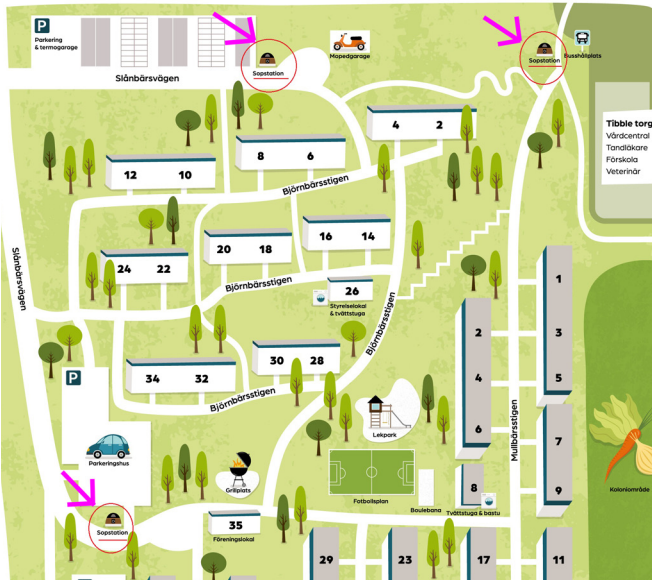 P
Parkering
& termogarage
Slånbärsvägen
Sopstation
Mopedgarage
Sopstation
Busshållplats
Tibble torg
Vårdcentral
Tandläkare
Förskola
Veterinär
4 2
8 6
12 10
Björnbärsstigen
16 14
20 18
24 22
Björnbärsstigen
26
Styrelselokal
& tvättstuga
Slånbärsvägen
Björnbärsstigen
1
2 3
4 5
6 7
8 9
30 28
34 32
Björnbärsstigen
P
Parkeringshus
Lekpark
Mullbärsstigen
Grillplats
Fotbollsplan
Boulebana
Tvättstuga & bastu
Koloniområde
Sopstation
35
Föreningslokal
29 23 17 11